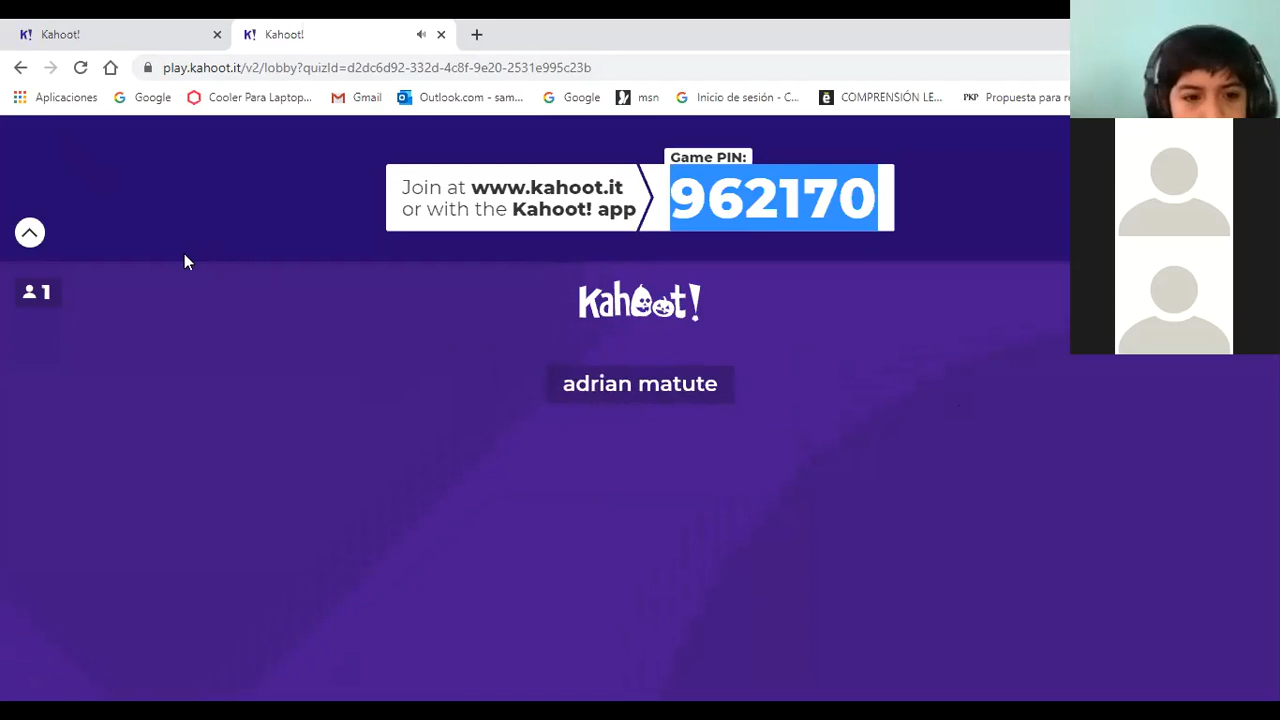 Kahoot!
Kahoot!
play.kahoot.it/v2/lobby?quizId=d2dc6d92-332d-4c8f-9e20-2531e995c23b
Aplicaciones Google Cooler Para Laptop... Gmail Outlook.com - sam... Google msn Inicio de sesión - C... COMPRENSIÓN LE... PKP Propuesta para re
Game PIN:
Join at www.kahoot.it
or with the Kahoot! app
962170
1
Kahoot!
adrian matute